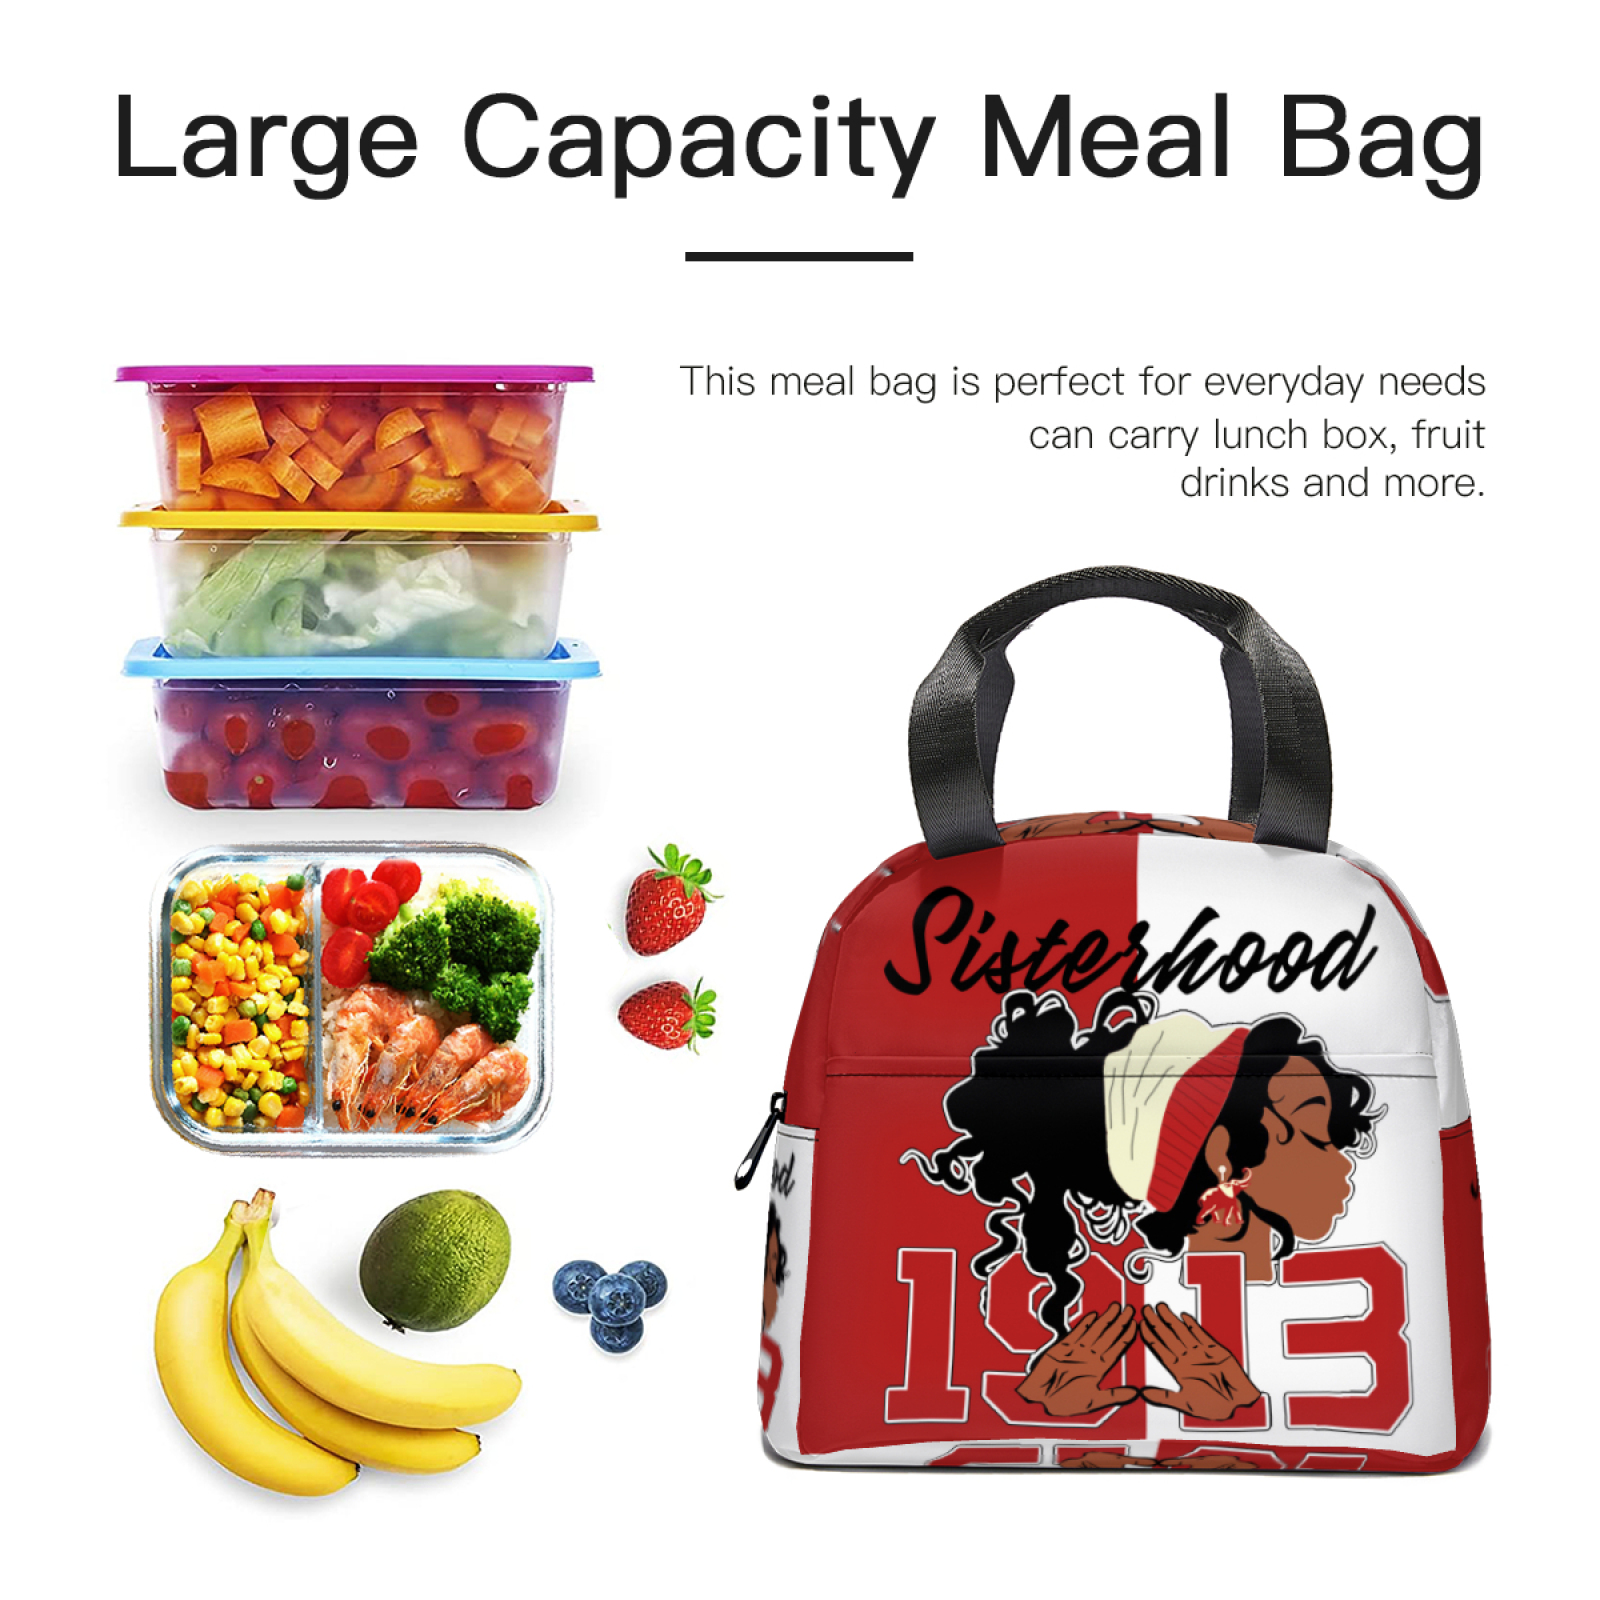 Large Capacity Meal Bag
This meal bag is perfect for everyday needs
can carry lunch box, fruit
drinks and more.
Sisterhood
1913